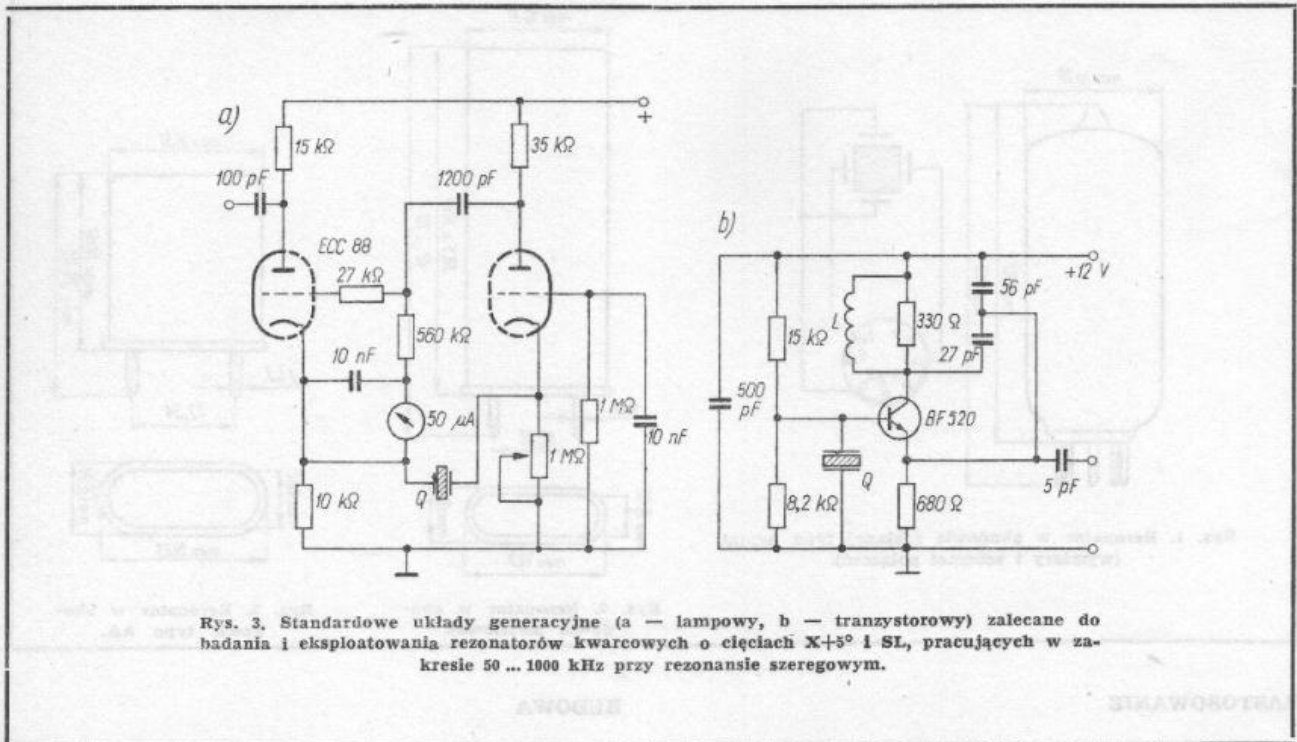 a)
15 kΩ
35 kΩ
+
100 pF
1200 pF
ECC 88
27 kΩ
560 kΩ
10 nF
50 µA
1 MΩ
1 MΩ
10 nF
Q
10 kΩ
b)
+12 V
56 pF
15 kΩ
L
330 Ω
27 pF
500
pF
BF 520
Q
5 pF
8,2 kΩ
680 Ω
Rys. 3. Standardowe układy generacyjne (a — lampowy, b — tranzystorowy) zalecane do
badania i eksploatowania rezonatorów kwarcowych o cięciach X+5° i SL, pracujących w za-
kresie 50 ... 1000 kHz przy rezonansie szeregowym.
BUDOWA